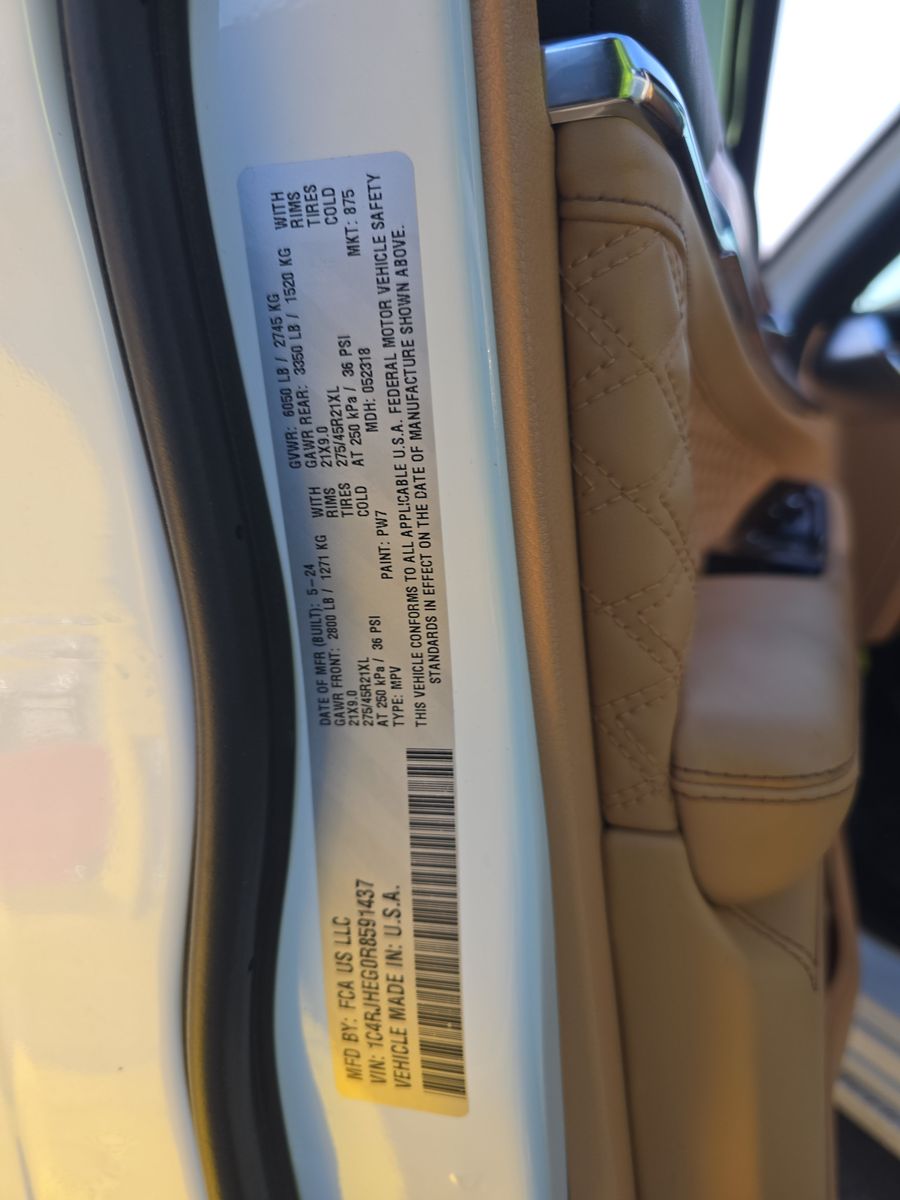 MFD BY: FCA US LLC
VIN: 1C4RJHEG0R8591437
VEHICLE MADE IN: U.S.A.
DATE OF MFR (BUILT): 5-24 GVWR: 6050 LB / 2745 KG
GAWR FRONT: 2800 LB / 1271 KG WITH GAWR REAR: 3350 LB / 1520 KG WITH
21X9.0 RIMS 21X9.0 RIMS
275/45R21XL TIRES 275/45R21XL TIRES
AT 250 kPa / 36 PSI COLD AT 250 kPa / 36 PSI COLD
TYPE: MPV PAINT: PW7 MDH: 052318 MKT: 875
THIS VEHICLE CONFORMS TO ALL APPLICABLE U.S.A. FEDERAL MOTOR VEHICLE SAFETY
STANDARDS IN EFFECT ON THE DATE OF MANUFACTURE SHOWN ABOVE.